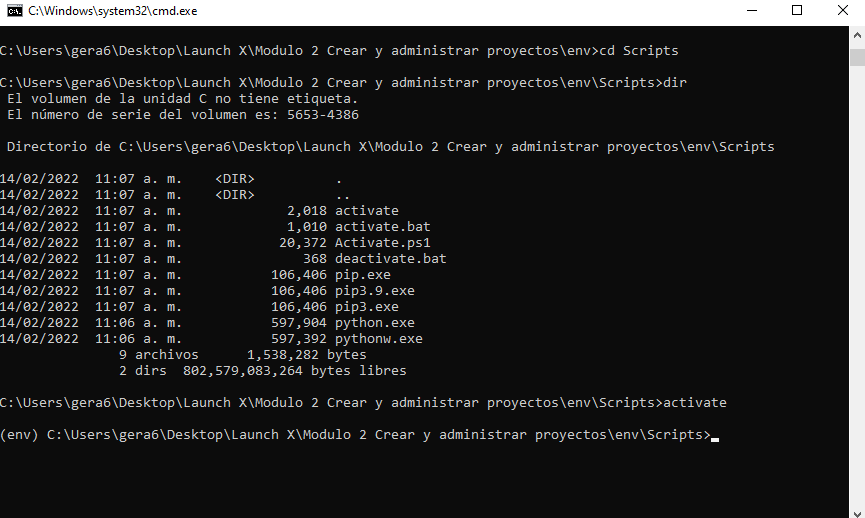 C:\Windows\system32\cmd.exe
C:\Users\gera6\Desktop\Launch X\Modulo 2 Crear y administrar proyectos\env>cd Scripts
C:\Users\gera6\Desktop\Launch X\Modulo 2 Crear y administrar proyectos\env\Scripts>dir
El volumen de la unidad C no tiene etiqueta.
El número de serie del volumen es: 5653-4386
Directorio de C:\Users\gera6\Desktop\Launch X\Modulo 2 Crear y administrar proyectos\env\Scripts
14/02/2022  11:07 a. m.    <DIR>          .
14/02/2022  11:07 a. m.    <DIR>          ..
14/02/2022  11:07 a. m.             2,018 activate
14/02/2022  11:07 a. m.             1,010 activate.bat
14/02/2022  11:07 a. m.            20,372 Activate.ps1
14/02/2022  11:07 a. m.               368 deactivate.bat
14/02/2022  11:07 a. m.           106,406 pip.exe
14/02/2022  11:07 a. m.           106,406 pip3.9.exe
14/02/2022  11:07 a. m.           106,406 pip3.exe
14/02/2022  11:06 a. m.           597,904 python.exe
14/02/2022  11:06 a. m.           597,392 pythonw.exe
9 archivos      1,538,282 bytes
2 dirs  802,579,083,264 bytes libres
C:\Users\gera6\Desktop\Launch X\Modulo 2 Crear y administrar proyectos\env\Scripts>activate
(env) C:\Users\gera6\Desktop\Launch X\Modulo 2 Crear y administrar proyectos\env\Scripts>